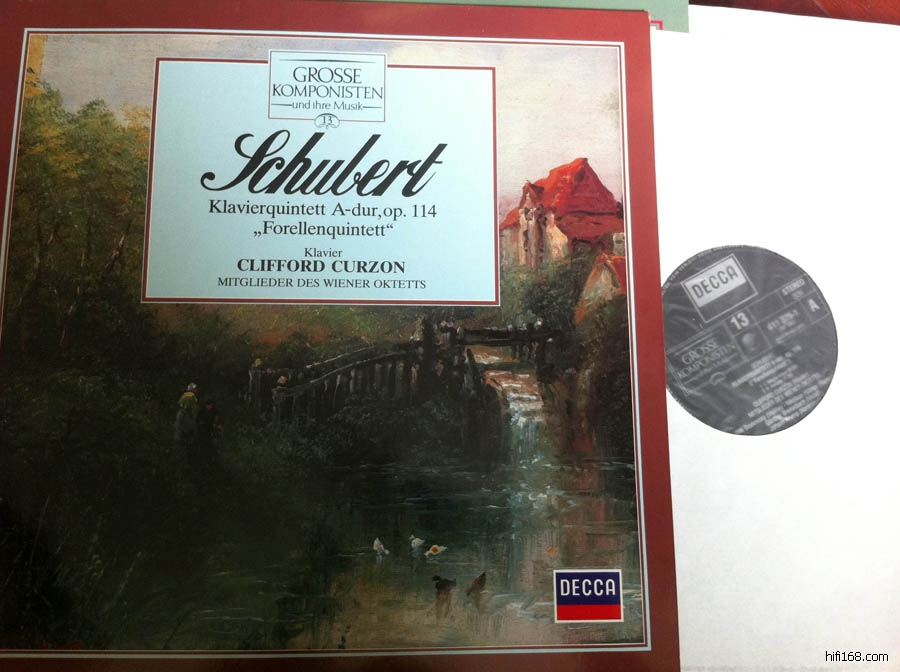 GROSSE
KOMPONISTEN
und ihre Musik
13
Schubert
Klavierquintett A-dur, op. 114
„Forellenquintett“
Klavier
CLIFFORD CURZON
MITGLIEDER DES WIENER OKTETTS
DECCA
DECCA
STEREO
13
A
GROSSE
KOMPONISTEN
hifi168.com